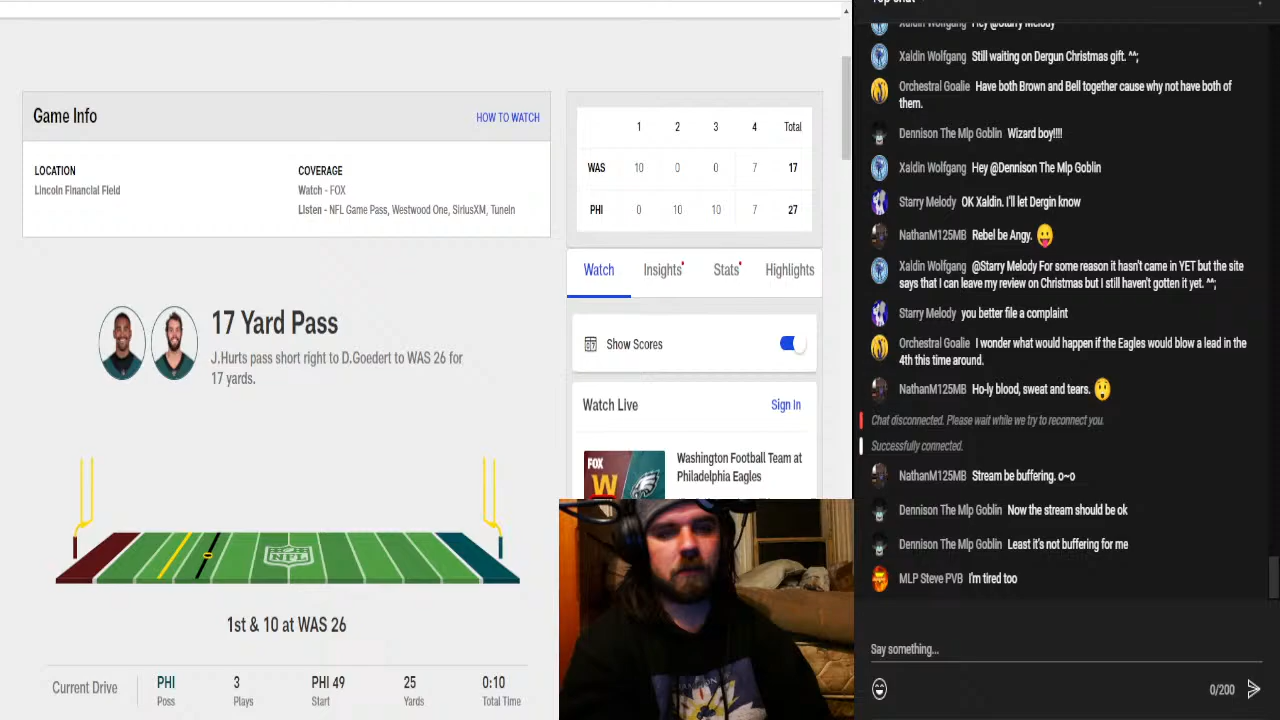 Game Info
HOW TO WATCH
LOCATION
Lincoln Financial Field
COVERAGE
Watch - FOX
Listen - NFL Game Pass, Westwood One, SiriusXM, TuneIn
1 2 3 4 Total
WAS 10 0 0 7 17
PHI 0 10 10 7 27
Watch Insights Stats Highlights
Show Scores
Watch Live Sign In
FOX
W
Washington Football Team at
Philadelphia Eagles
17 Yard Pass
J.Hurts pass short right to D.Goedert to WAS 26 for
17 yards.
NFL
1st & 10 at WAS 26
Current Drive
PHI 3 PHI 49 25 0:10
Poss Plays Start Yards Total Time
Xaldin Wolfgang Hey @Starry Melody
Xaldin Wolfgang Still waiting on Dergun Christmas gift. ^^;
Orchestral Goalie Have both Brown and Bell together cause why not have both of
them.
Dennison The Mlp Goblin Wizard boy!!!!
Xaldin Wolfgang Hey @Dennison The Mlp Goblin
Starry Melody OK Xaldin. I'll let Dergin know
NathanM125MB Rebel be Angy. 😛
Xaldin Wolfgang @Starry Melody For some reason it hasn't came in YET but the site
says that I can leave my review on Christmas but I still haven't gotten it yet. ^^;
Starry Melody you better file a complaint
Orchestral Goalie I wonder what would happen if the Eagles would blow a lead in the
4th this time around.
NathanM125MB Ho-ly blood, sweat and tears. 😲
Chat disconnected. Please wait while we try to reconnect you.
Successfully connected.
NathanM125MB Stream be buffering. o~o
Dennison The Mlp Goblin Now the stream should be ok
Dennison The Mlp Goblin Least it's not buffering for me
MLP Steve PVB I'm tired too
Say something...
0/200